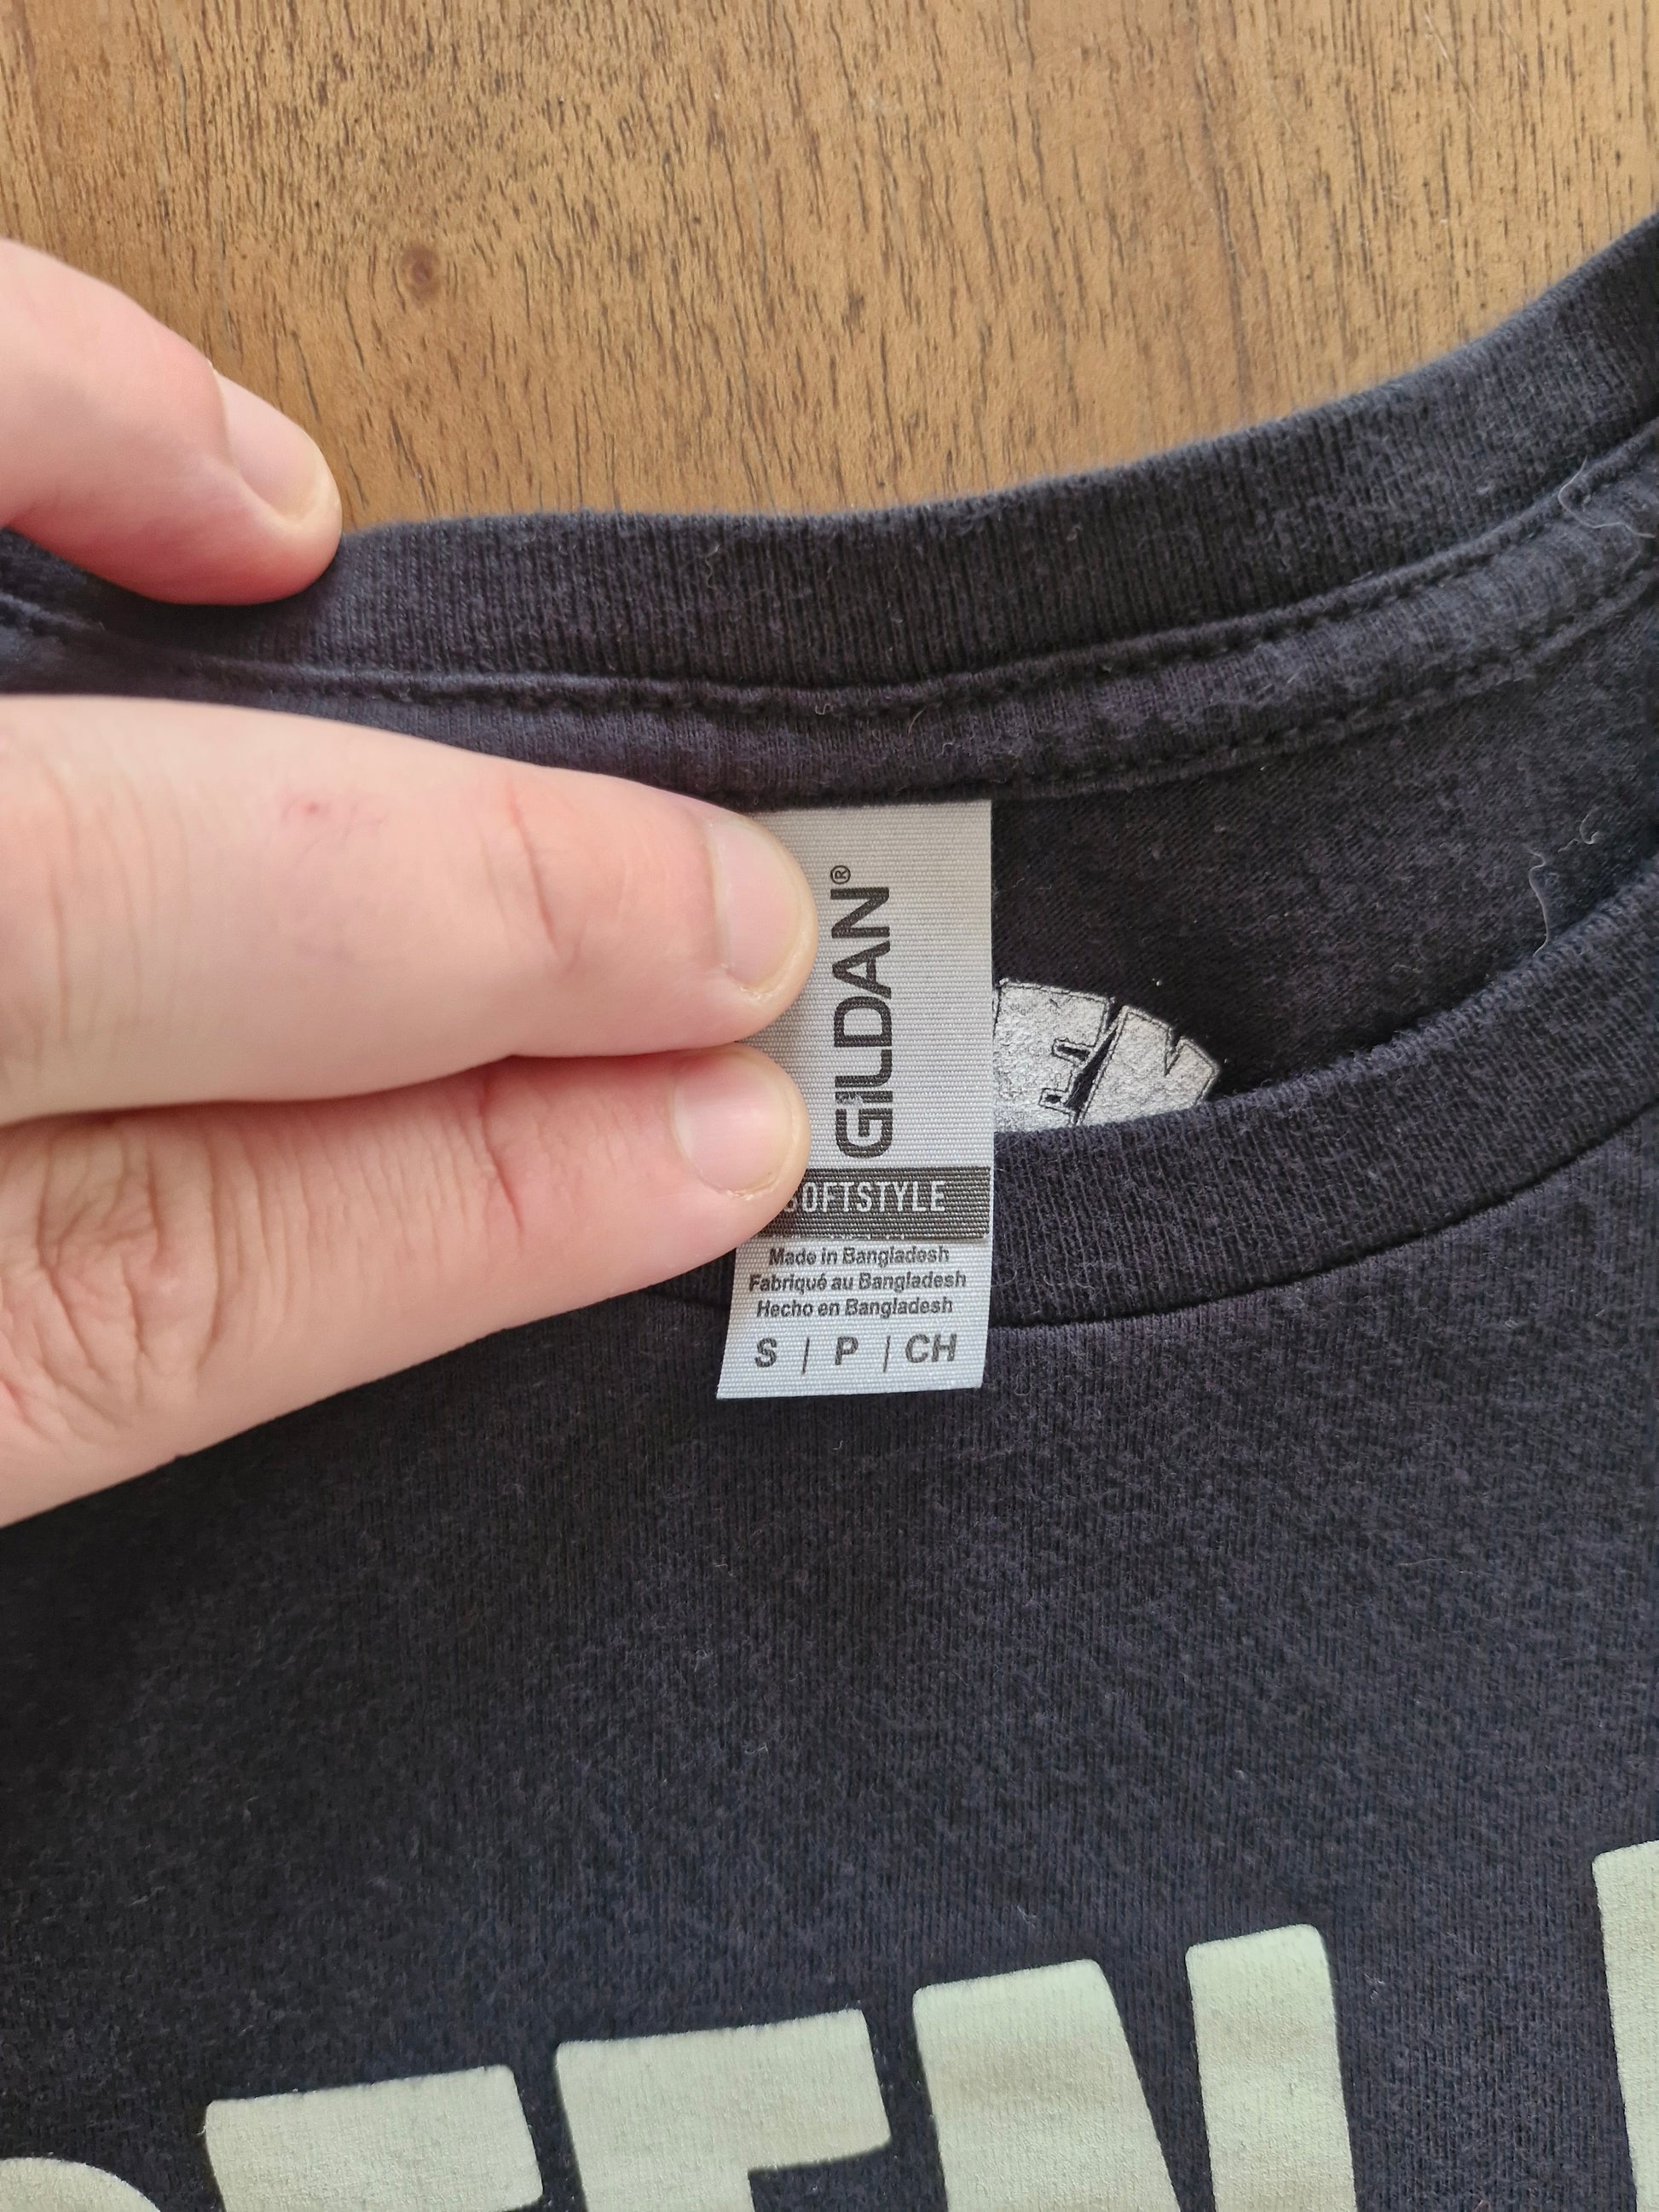 GILDAN®
SOFTSTYLE
Made in Bangladesh
Fabriqué au Bangladesh
Hecho en Bangladesh
S | P | CH